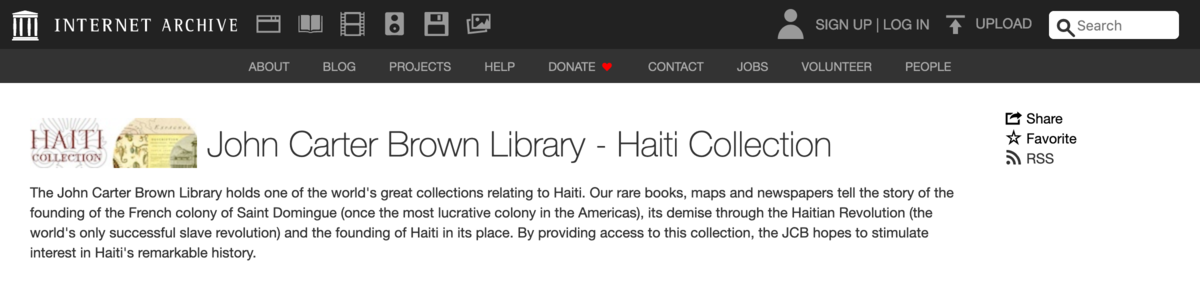 INTERNET ARCHIVE
SIGN UP | LOG IN
UPLOAD
Search
ABOUT BLOG PROJECTS HELP DONATE ♥ CONTACT JOBS VOLUNTEER PEOPLE
HAITI
COLLECTION
John Carter Brown Library - Haiti Collection
Share
Favorite
RSS
The John Carter Brown Library holds one of the world's great collections relating to Haiti. Our rare books, maps and newspapers tell the story of the
founding of the French colony of Saint Domingue (once the most lucrative colony in the Americas), its demise through the Haitian Revolution (the
world's only successful slave revolution) and the founding of Haiti in its place. By providing access to this collection, the JCB hopes to stimulate
interest in Haiti's remarkable history.